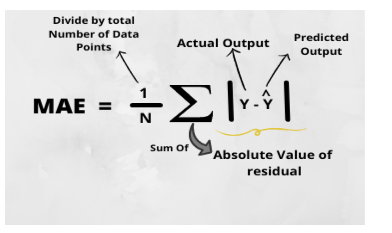 Divide by total
Number of Data
Points
Actual Output
Predicted
Output
MAE = 1/N ∑ |Y - Ŷ|
Sum Of
Absolute Value of
residual